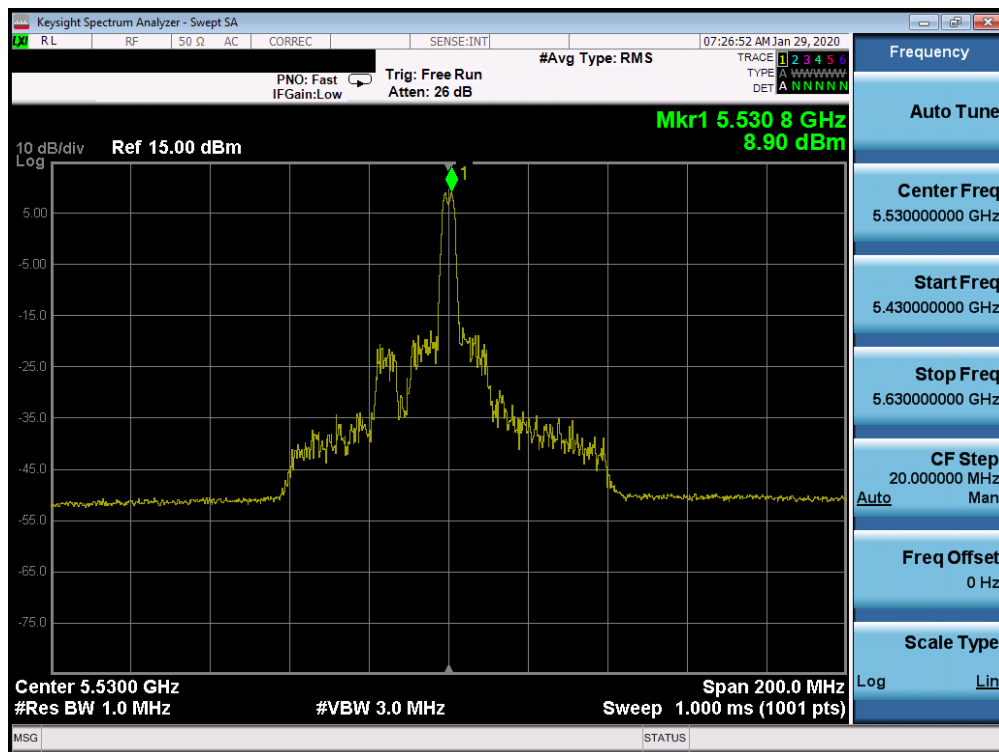 Keysight Spectrum Analyzer - Swept SA
LXI RL RF 50 Ω AC CORREC SENSE:INT 07:26:52 AM Jan 29, 2020
PNO: Fast
IFGain:Low
Trig: Free Run
Atten: 26 dB
#Avg Type: RMS
TRACE 1 2 3 4 5 6
TYPE A WWWWW
DET A N N N N N
Mkr1 5.530 8 GHz
8.90 dBm
10 dB/div
Log
Ref 15.00 dBm
1
5.00
-5.00
-15.0
-25.0
-35.0
-45.0
-55.0
-65.0
-75.0
Center 5.5300 GHz
Span 200.0 MHz
#Res BW 1.0 MHz
#VBW 3.0 MHz
Sweep 1.000 ms (1001 pts)
MSG
STATUS
Frequency
Auto Tune
Center Freq
5.530000000 GHz
Start Freq
5.430000000 GHz
Stop Freq
5.630000000 GHz
CF Step
20.000000 MHz
Auto Man
Freq Offset
0 Hz
Scale Type
Log Lin